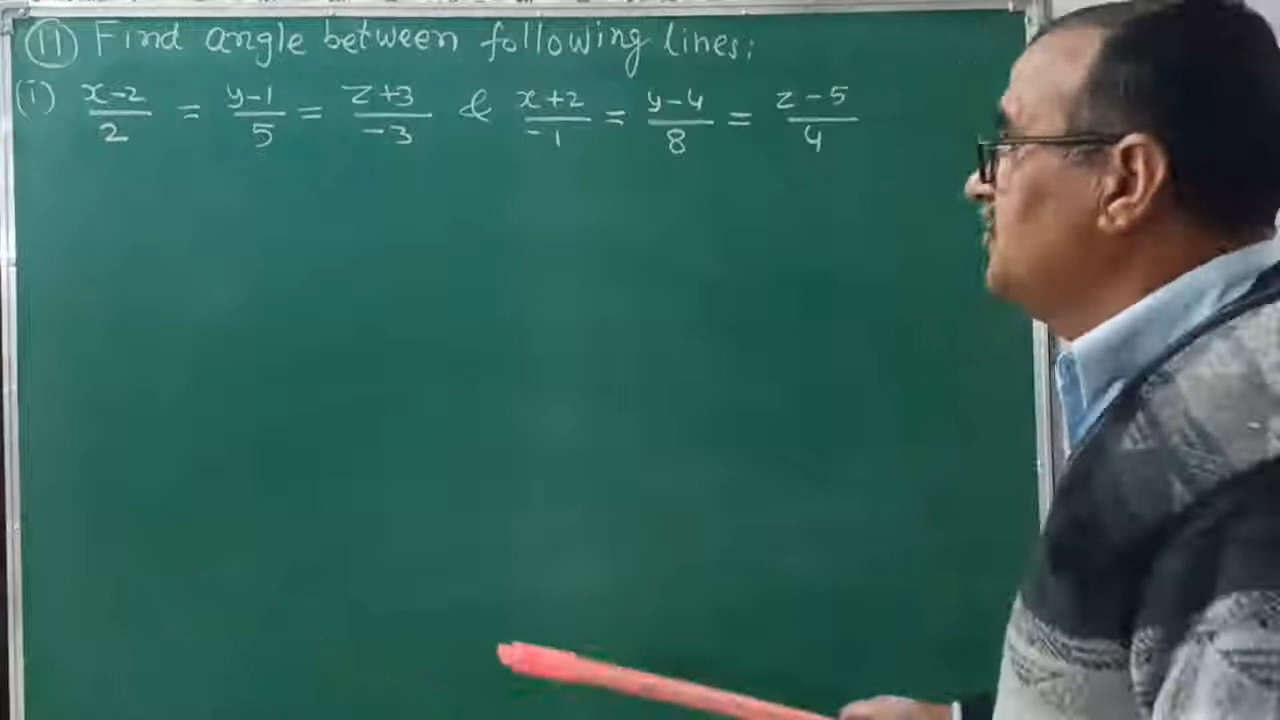 (11) Find angle between following lines:
(i) x-2/2 = y-1/5 = z+3/-3 & x+2/-1 = y-4/8 = z-5/4